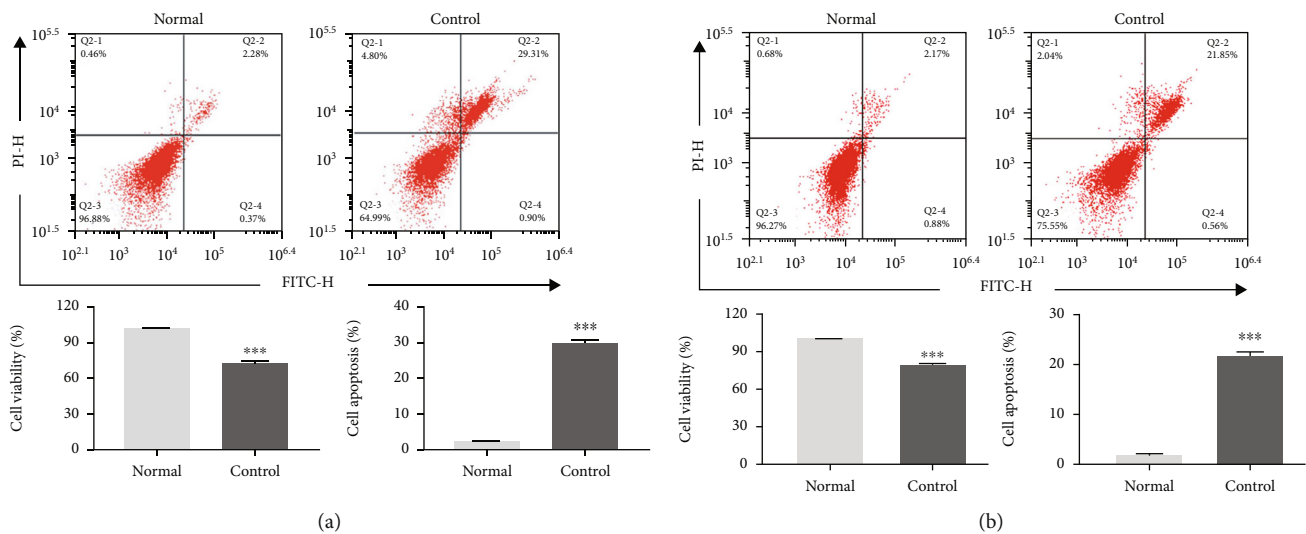 Normal
Control
10^5.5
Q2-1
0.46%
Q2-2
2.28%
10^4
PI-H
10^3
Q2-3
96.88%
Q2-4
0.37%
10^1.5
10^2.1
10^3
10^4
10^5
10^6.4
10^5.5
Q2-1
4.80%
Q2-2
29.31%
10^4
10^3
Q2-3
64.99%
Q2-4
0.90%
10^1.5
10^2.1
10^3
10^4
10^5
10^6.4
FITC-H
Cell viability (%)
120
90
60
30
0
***
Normal
Control
Cell apoptosis (%)
40
30
20
10
0
***
Normal
Control
(a)
Normal
Control
10^5.5
Q2-1
0.68%
Q2-2
2.17%
10^4
PI-H
10^3
Q2-3
96.27%
Q2-4
0.88%
10^1.5
10^2.1
10^3
10^4
10^5
10^6.4
10^5.5
Q2-1
2.04%
Q2-2
21.85%
10^4
10^3
Q2-3
75.55%
Q2-4
0.56%
10^1.5
10^2.1
10^3
10^4
10^5
10^6.4
FITC-H
Cell viability (%)
120
90
120
90
0
***
Normal
Control
Cell apoptosis (%)
30
20
10
0
***
Normal
Control
(b)